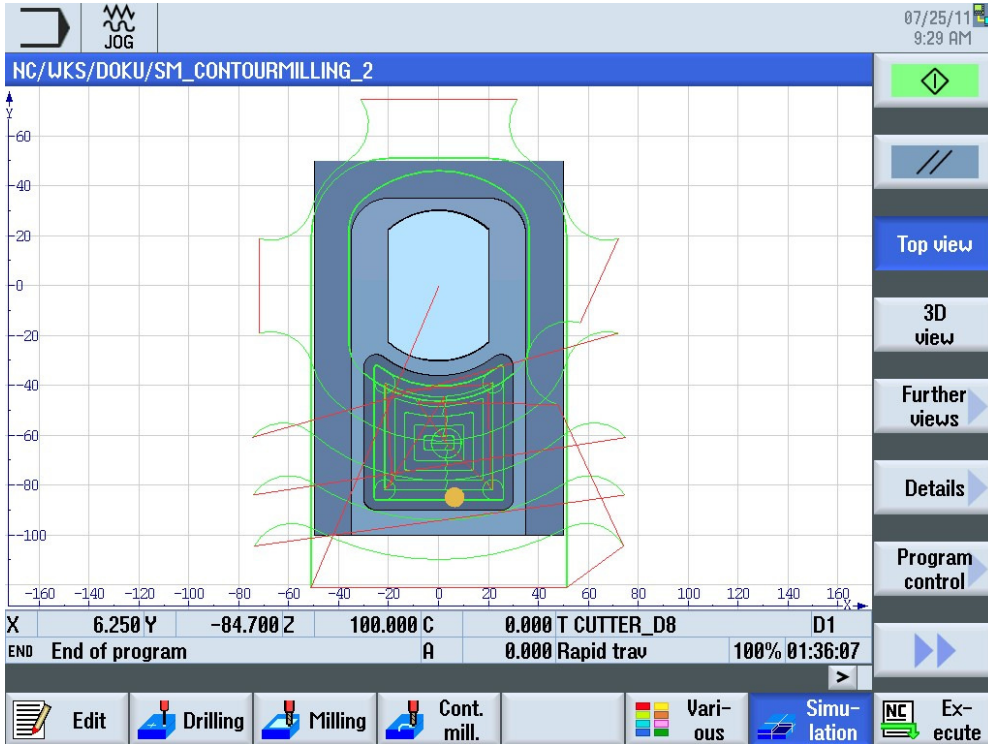 07/25/11
9:29 AM
JOG
NC/WKS/DOKU/SM_CONTOURMILLING_2
Y
60
40
20
0
-20
-40
-60
-80
-100
-160 -140 -120 -100 -80 -60 -40 -20 0 20 40 60 80 100 120 140 160
X
Top view
3D
view
Further
views
Details
Program
control
X 6.250 Y -84.700 Z 100.000 C 0.000 T CUTTER_D8 D1
END End of program A 0.000 Rapid trav 100% 01:36:07
>
Edit
Drilling
Milling
Cont.
mill.
Vari-
ous
Simu-
lation
NC
Ex-
ecute